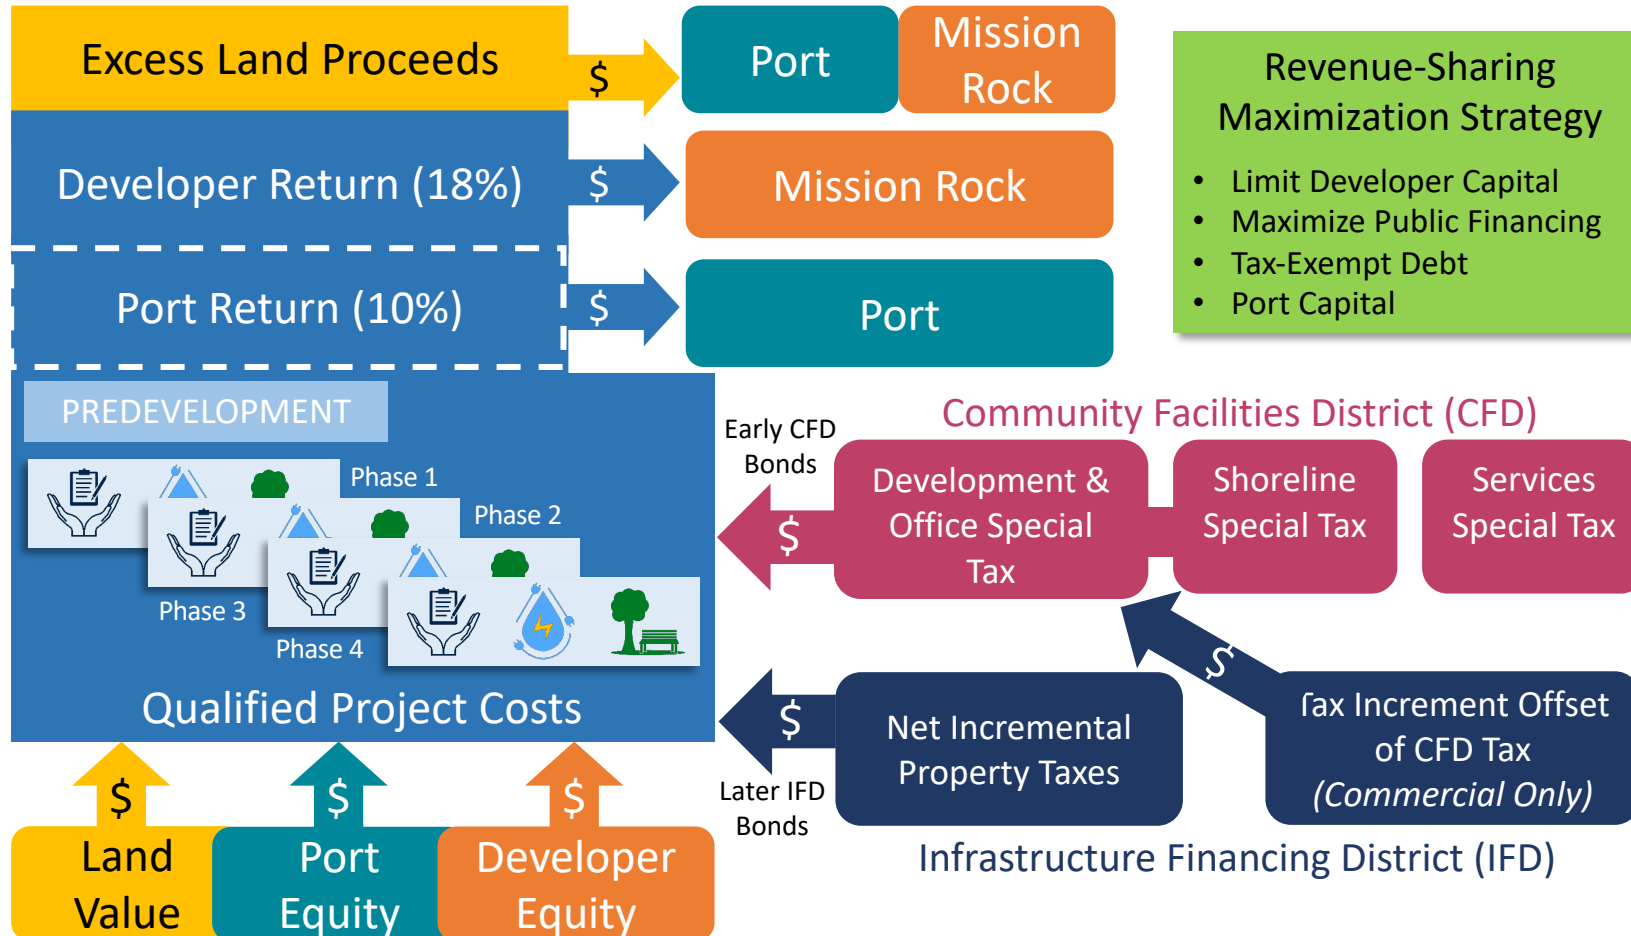 Excess Land Proceeds
$
Port
Mission
Rock
Developer Return (18%)
$
Mission Rock
Port Return (10%)
$
Port
Revenue-Sharing
Maximization Strategy
• Limit Developer Capital
• Maximize Public Financing
• Tax-Exempt Debt
• Port Capital
PREDEVELOPMENT
Phase 1
Phase 2
Phase 3
Phase 4
Qualified Project Costs
$
$
$
Land
Value
Port
Equity
Developer
Equity
Community Facilities District (CFD)
Early CFD
Bonds
$
Development &
Office Special
Tax
Shoreline
Special Tax
Services
Special Tax
$
$
Later IFD
Bonds
Net Incremental
Property Taxes
Tax Increment Offset
of CFD Tax
(Commercial Only)
Infrastructure Financing District (IFD)